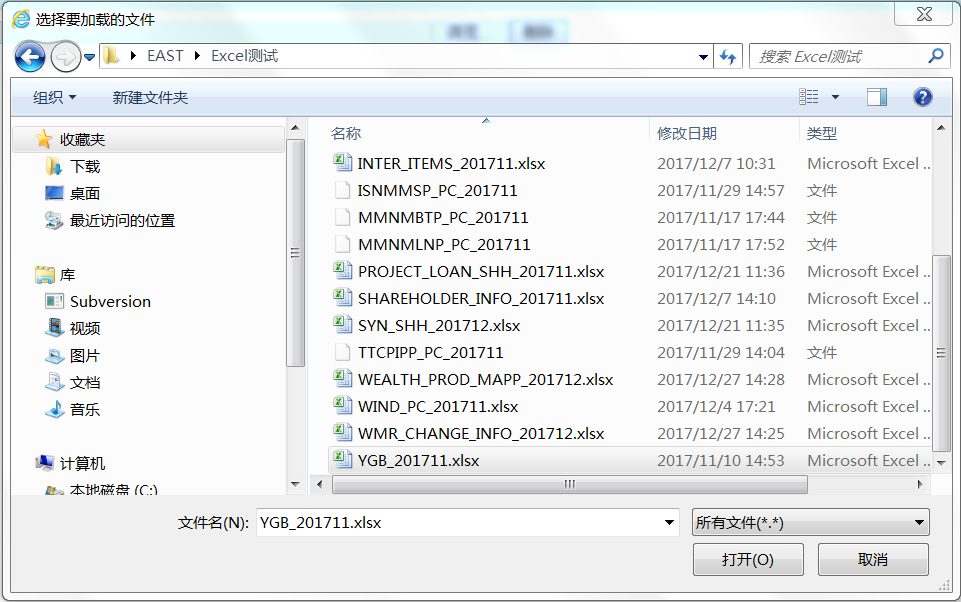 选择要加载的文件
EAST Excel测试
搜索 Excel测试
组织 新建文件夹
收藏夹
下载
桌面
最近访问的位置
库
Subversion
视频
图片
文档
音乐
计算机
本地磁盘 (C:)
名称 修改日期 类型
INTER_ITEMS_201711.xlsx 2017/12/7 10:31 Microsoft Excel ..
ISNMMSP_PC_201711 2017/11/29 14:57 文件
MMNMBTP_PC_201711 2017/11/17 17:44 文件
MMNMLNP_PC_201711 2017/11/17 17:52 文件
PROJECT_LOAN_SHH_201711.xlsx 2017/12/21 11:36 Microsoft Excel ..
SHAREHOLDER_INFO_201711.xlsx 2017/12/7 14:10 Microsoft Excel ..
SYN_SHH_201712.xlsx 2017/12/21 11:35 Microsoft Excel ..
TTCPIPP_PC_201711 2017/11/29 14:04 文件
WEALTH_PROD_MAPP_201712.xlsx 2017/12/27 14:28 Microsoft Excel ..
WIND_PC_201711.xlsx 2017/12/4 17:21 Microsoft Excel ..
WMR_CHANGE_INFO_201712.xlsx 2017/12/27 14:25 Microsoft Excel ..
YGB_201711.xlsx 2017/11/10 14:53 Microsoft Excel ..
文件名(N): YGB_201711.xlsx 所有文件(*.*)
打开(O) 取消